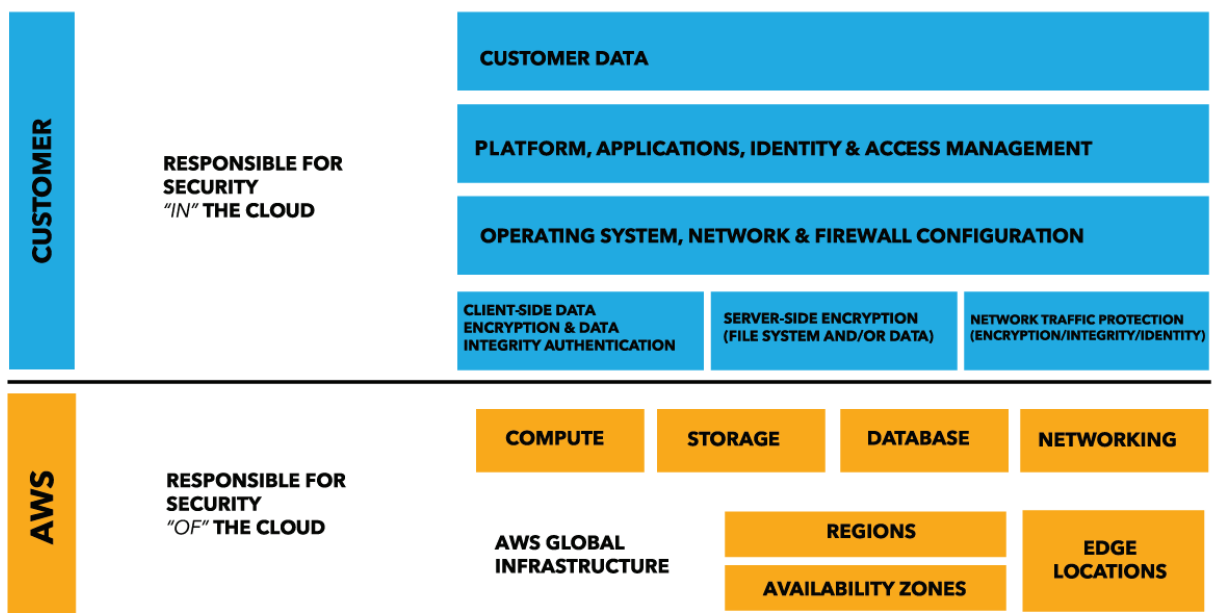 CUSTOMER
RESPONSIBLE FOR
SECURITY
“IN” THE CLOUD
CUSTOMER DATA
PLATFORM, APPLICATIONS, IDENTITY & ACCESS MANAGEMENT
OPERATING SYSTEM, NETWORK & FIREWALL CONFIGURATION
CLIENT-SIDE DATA
ENCRYPTION & DATA
INTEGRITY AUTHENTICATION
SERVER-SIDE ENCRYPTION
(FILE SYSTEM AND/OR DATA)
NETWORK TRAFFIC PROTECTION
(ENCRYPTION/INTEGRITY/IDENTITY)
AWS
RESPONSIBLE FOR
SECURITY
“OF” THE CLOUD
COMPUTE
STORAGE
DATABASE
NETWORKING
AWS GLOBAL
INFRASTRUCTURE
REGIONS
AVAILABILITY ZONES
EDGE
LOCATIONS